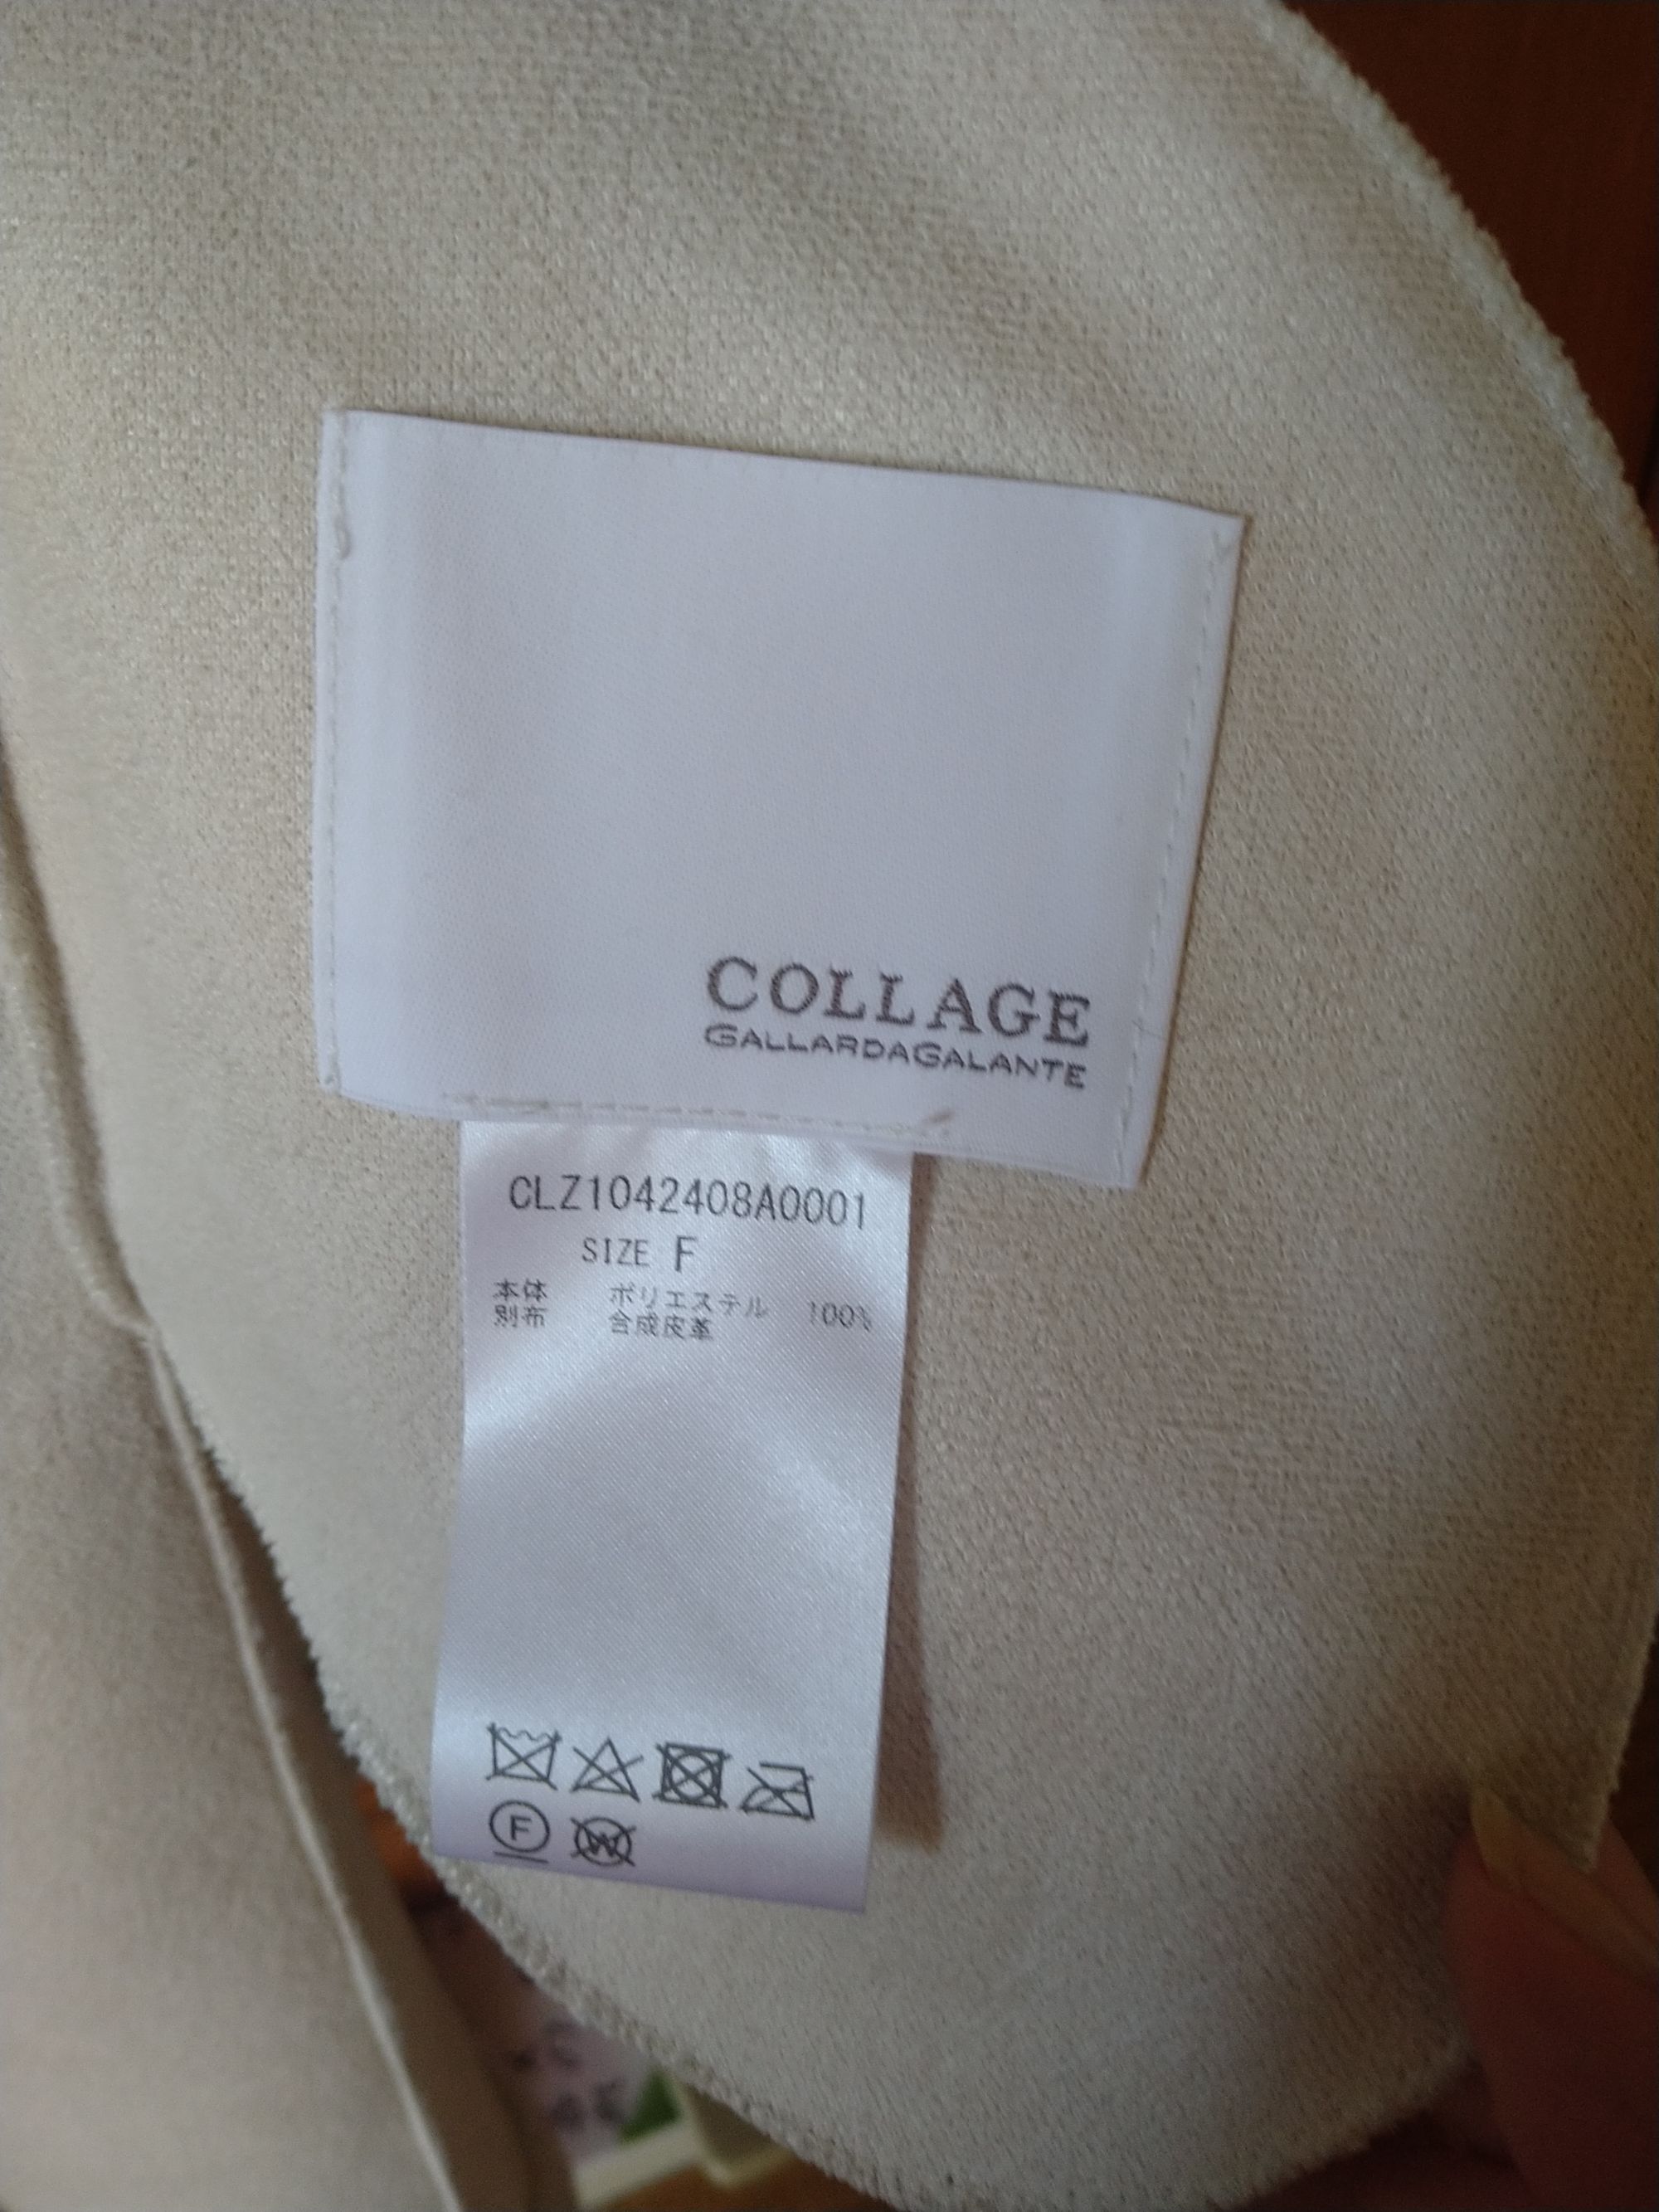 COLLAGE
GALLARDAGALANTE
CLZ1042408A0001
SIZE F
本体 ポリエステル 100%
別布 合成皮革
F
W